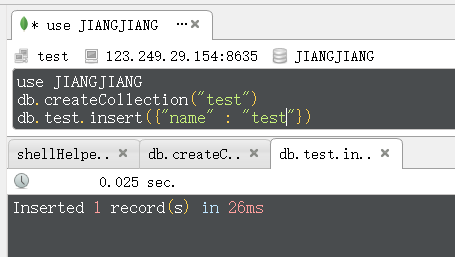 * use JIANGJIANG ...×
test 123.249.29.154:8635 JIANGJIANG
use JIANGJIANG
db.createCollection("test")
db.test.insert({"name" : "test"})
shellHelpe.. × db.createC.. × db.test.in.. ×
0.025 sec.
Inserted 1 record(s) in 26ms